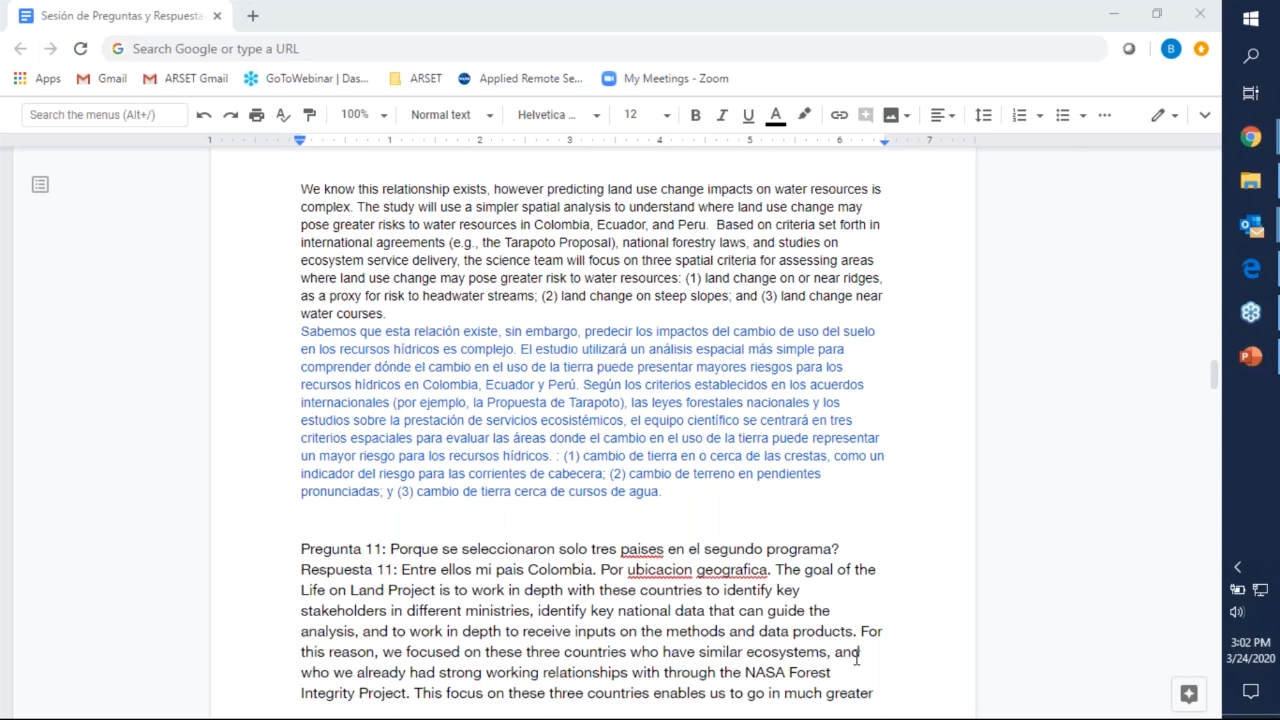 Sesión de Preguntas y Respuesta
Search Google or type a URL
B
Apps Gmail ARSET Gmail GoToWebinar | Das... ARSET Applied Remote Se... My Meetings - Zoom
Search the menus (Alt+/) 100% Normal text Helvetica ... 12 B I U A
1 1 2 3 4 5 6 7
We know this relationship exists, however predicting land use change impacts on water resources is
complex. The study will use a simpler spatial analysis to understand where land use change may
pose greater risks to water resources in Colombia, Ecuador, and Peru. Based on criteria set forth in
international agreements (e.g., the Tarapoto Proposal), national forestry laws, and studies on
ecosystem service delivery, the science team will focus on three spatial criteria for assessing areas
where land use change may pose greater risk to water resources: (1) land change on or near ridges,
as a proxy for risk to headwater streams; (2) land change on steep slopes; and (3) land change near
water courses.
Sabemos que esta relación existe, sin embargo, predecir los impactos del cambio de uso del suelo
en los recursos hídricos es complejo. El estudio utilizará un análisis espacial más simple para
comprender dónde el cambio en el uso de la tierra puede presentar mayores riesgos para los
recursos hídricos en Colombia, Ecuador y Perú. Según los criterios establecidos en los acuerdos
internacionales (por ejemplo, la Propuesta de Tarapoto), las leyes forestales nacionales y los
estudios sobre la prestación de servicios ecosistémicos, el equipo científico se centrará en tres
criterios espaciales para evaluar las áreas donde el cambio en el uso de la tierra puede representar
un mayor riesgo para los recursos hídricos. : (1) cambio de tierra en o cerca de las crestas, como un
indicador del riesgo para las corrientes de cabecera; (2) cambio de terreno en pendientes
pronunciadas; y (3) cambio de tierra cerca de cursos de agua.
Pregunta 11: Porque se seleccionaron solo tres paises en el segundo programa?
Respuesta 11: Entre ellos mi pais Colombia. Por ubicacion geografica. The goal of the
Life on Land Project is to work in depth with these countries to identify key
stakeholders in different ministries, identify key national data that can guide the
analysis, and to work in depth to receive inputs on the methods and data products. For
this reason, we focused on these three countries who have similar ecosystems, and
who we already had strong working relationships with through the NASA Forest
Integrity Project. This focus on these three countries enables us to go in much greater
3:02 PM
3/24/2020